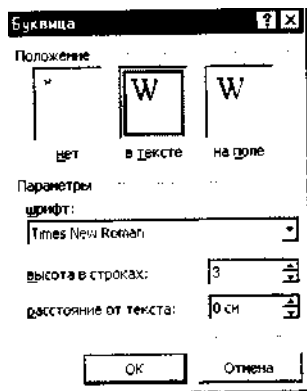 Буквица ? X
Положение
W W
нет в тексте на поле
Параметры
шрифт:
Times New Roman
высота в строках: 3
расстояние от текста: 0 см
ОК Отмена